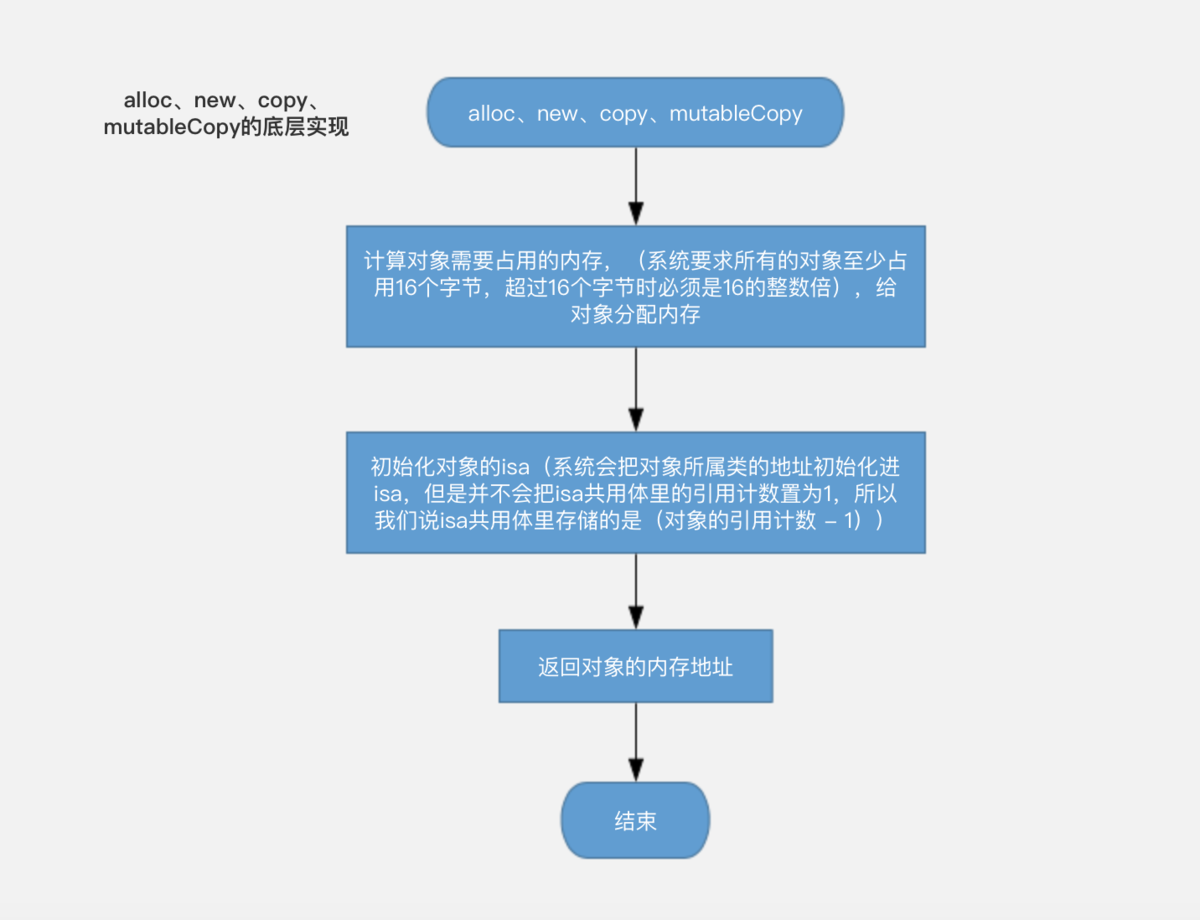 alloc、new、copy、
mutableCopy的底层实现
alloc、new、copy、mutableCopy
计算对象需要占用的内存，（系统要求所有的对象至少占
用16个字节，超过16个字节时必须是16的整数倍），给
对象分配内存
初始化对象的isa（系统会把对象所属类的地址初始化进
isa，但是并不会把isa共用体里的引用计数置为1，所以
我们说isa共用体里存储的是（对象的引用计数 - 1））
返回对象的内存地址
结束